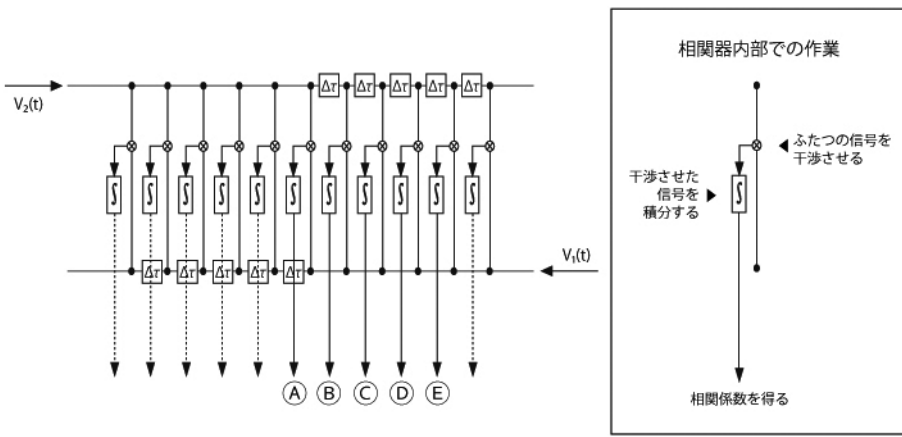 V₂(t)
Δτ Δτ Δτ Δτ Δτ
∫ ∫ ∫ ∫ ∫ ∫ ∫ ∫ ∫ ∫ ∫
Δτ Δτ Δτ Δτ Δτ
V₁(t)
A B C D E
相関器内部での作業
ふたつの信号を
干渉させる
干渉させた
信号を
積分する
∫
相関係数を得る